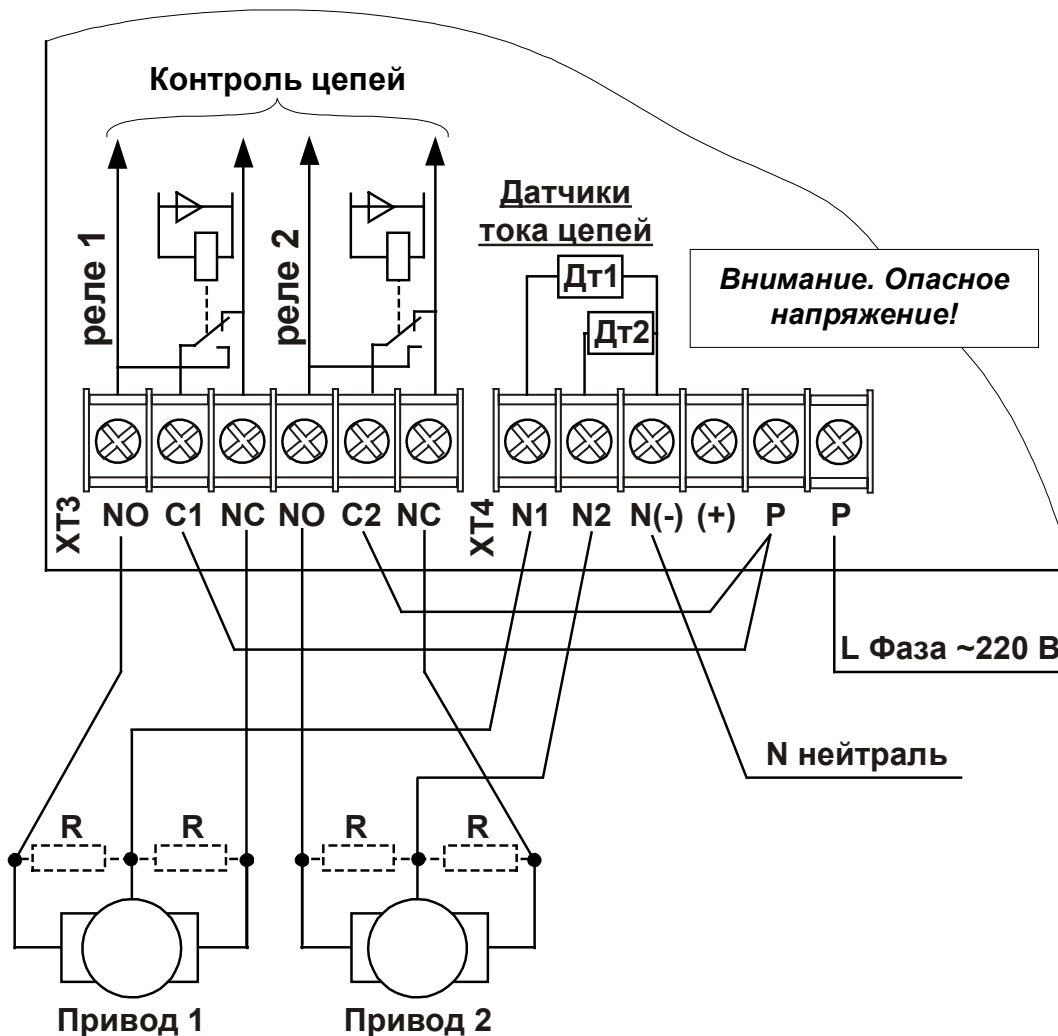 Контроль цепей
реле 1
реле 2
Датчики
тока цепей
Дт1
Дт2
Внимание. Опасное
напряжение!
XT3
NO C1 NC NO C2 NC
XT4
N1 N2 N(-) (+) P P
L Фаза ~220 В
N нейтраль
R R R R
Привод 1 Привод 2